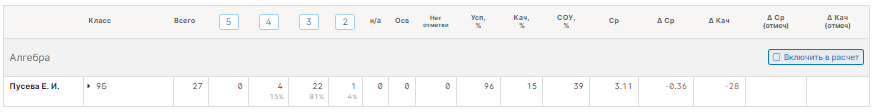 Класс Всего 5 4 3 2 н/а Осв Нет отметки Усп, % Кач, % СОУ, % Ср Δ Ср Δ Кач Δ Ср (отмеч) Δ Кач (отмеч)
Алгебра Включить в расчет
Пусева Е. И. 9Б 27 0 4 22 1 0 0 0 96 15 39 3.11 -0.36 -28
15% 81% 4%